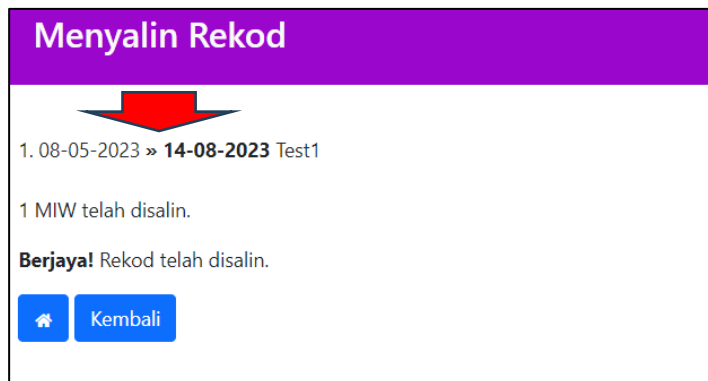 Menyalin Rekod
1. 08-05-2023 » 14-08-2023 Test1
1 MIW telah disalin.
Berjaya! Rekod telah disalin.
Kembali